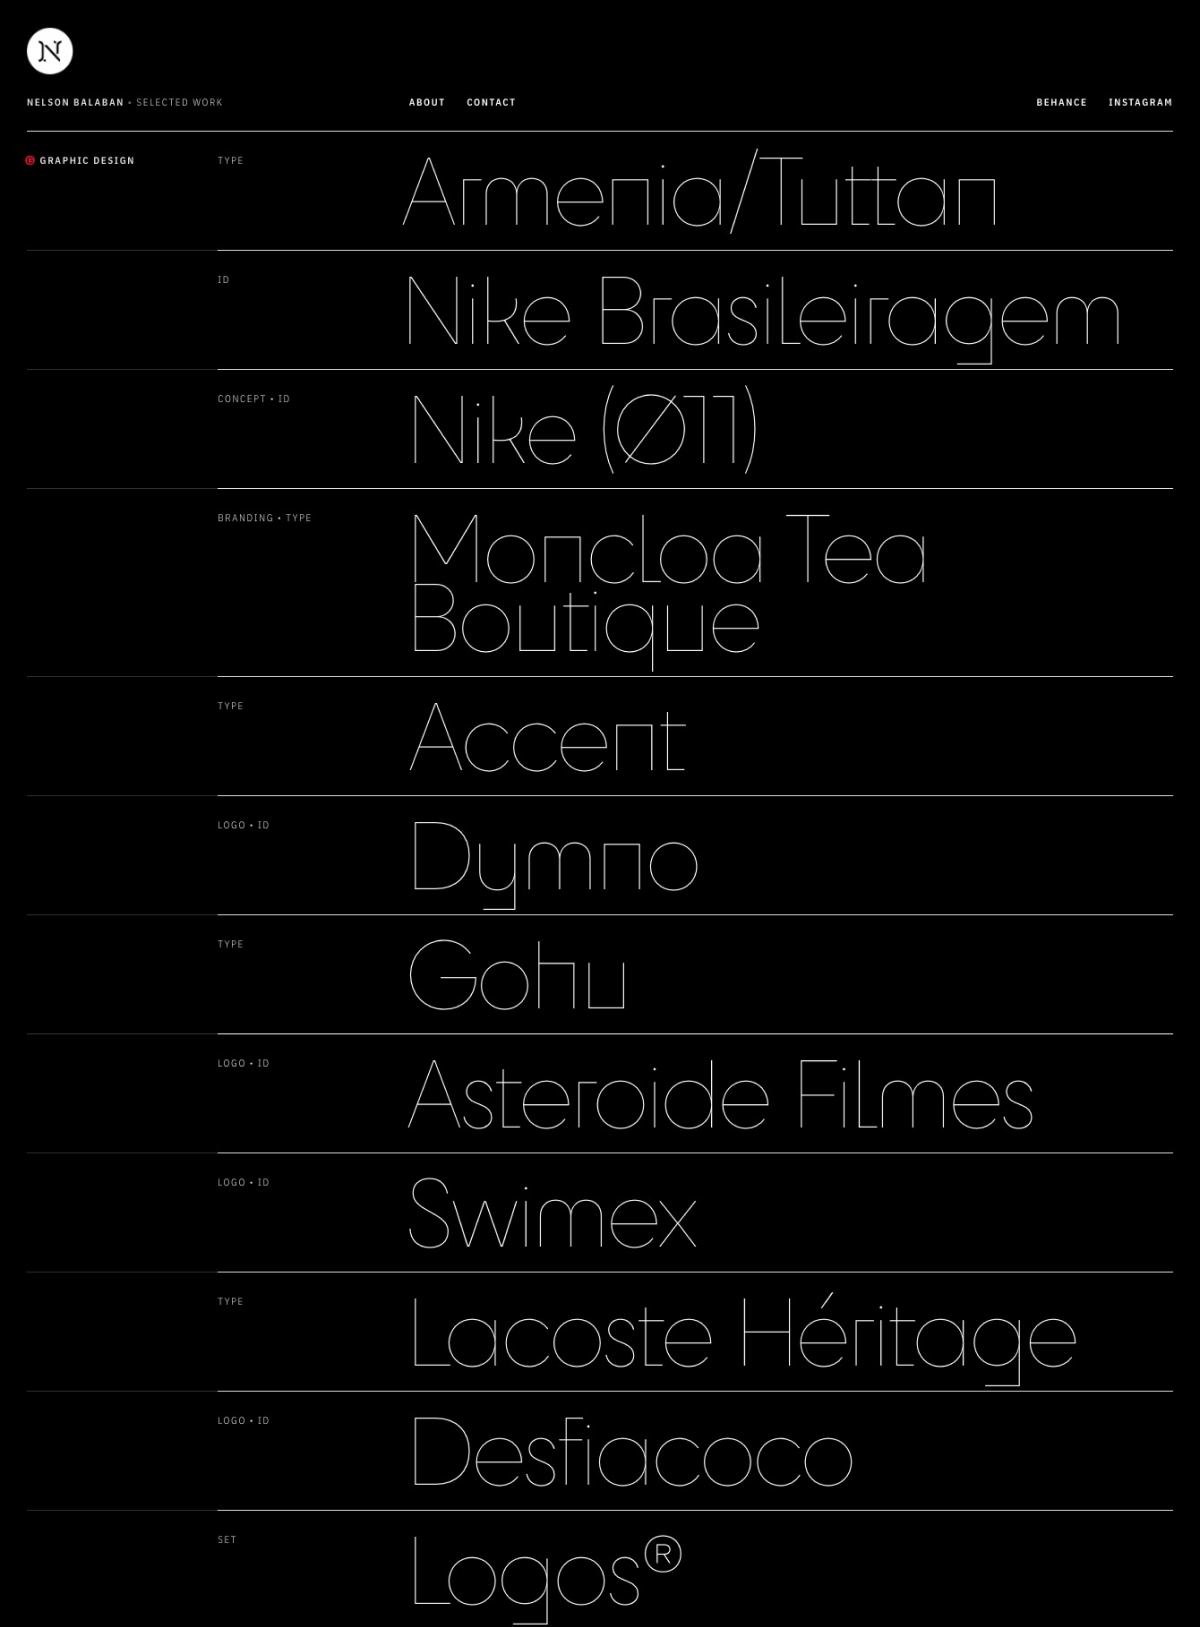 N
NELSON BALABAN • SELECTED WORK
ABOUT CONTACT
BEHANCE INSTAGRAM
G GRAPHIC DESIGN
TYPE
Armenia/Tuttan
ID
Nike Brasileiragem
CONCEPT • ID
Nike (Ø11)
BRANDING • TYPE
Moncloa Tea
Boutique
TYPE
Accent
LOGO • ID
Dymno
TYPE
Gohu
LOGO • ID
Asteroide Filmes
LOGO • ID
Swimex
TYPE
Lacoste Héritage
LOGO • ID
Desfiacoco
SET
Logos®